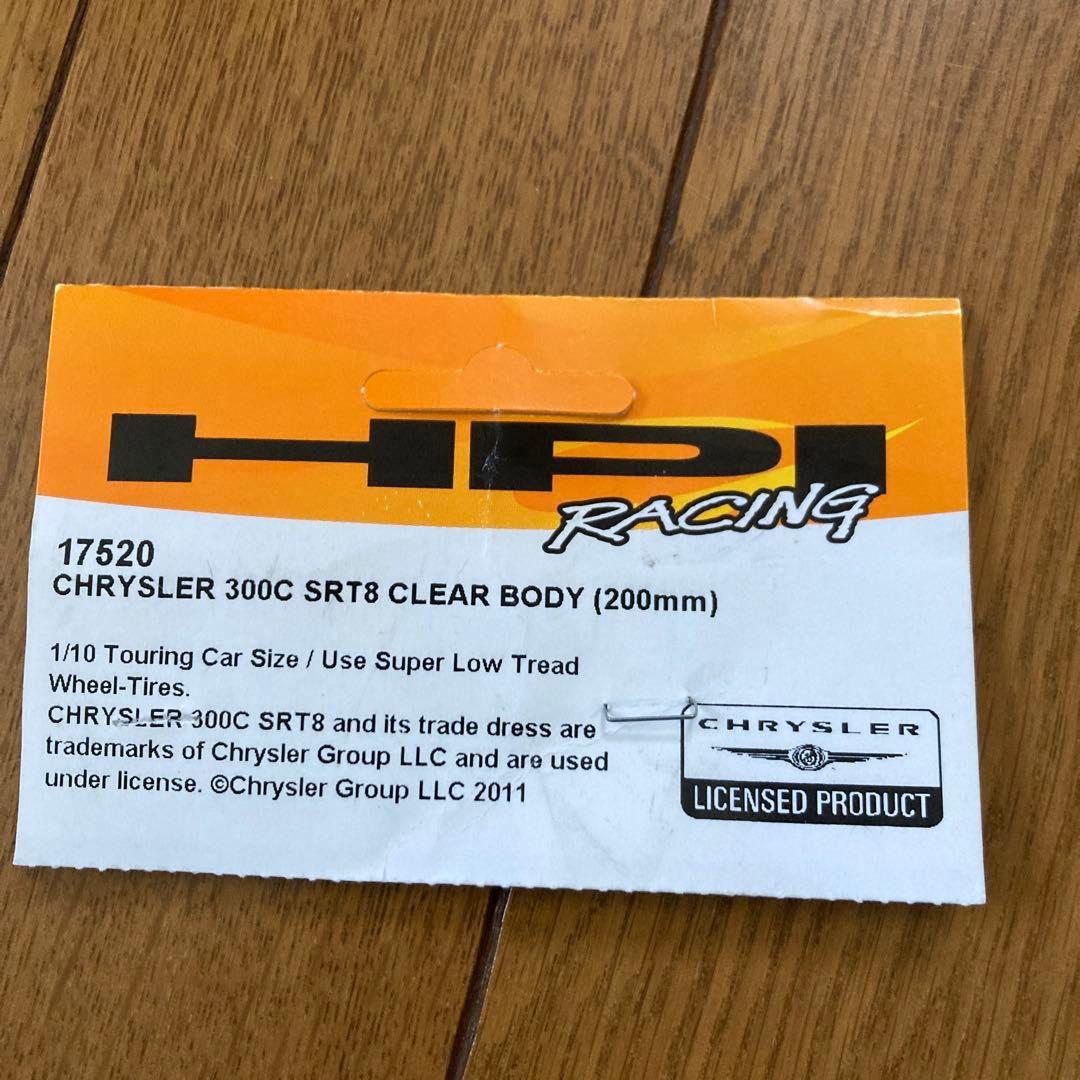 HPI
RACING
17520
CHRYSLER 300C SRT8 CLEAR BODY (200mm)
1/10 Touring Car Size / Use Super Low Tread
Wheel-Tires.
CHRYSLER 300C SRT8 and its trade dress are
trademarks of Chrysler Group LLC and are used
under license. ©Chrysler Group LLC 2011
CHRYSLER
LICENSED PRODUCT